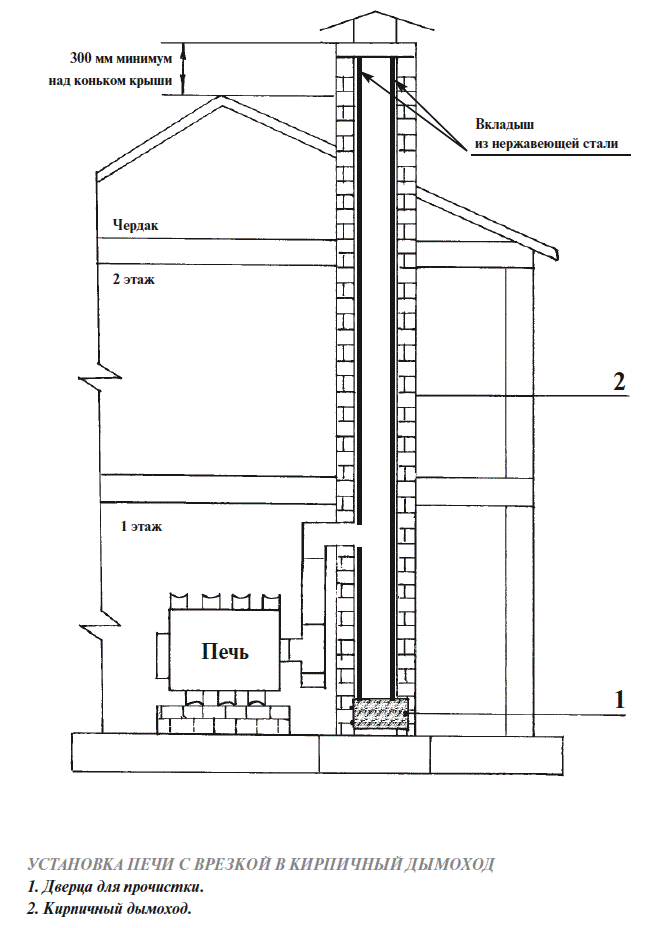 300 мм минимум
над коньком крыши
Вкладыш
из нержавеющей стали
Чердак
2 этаж
2
1 этаж
Печь
1
УСТАНОВКА ПЕЧИ С ВРЕЗКОЙ В КИРПИЧНЫЙ ДЫМОХОД
1. Дверца для прочистки.
2. Кирпичный дымоход.